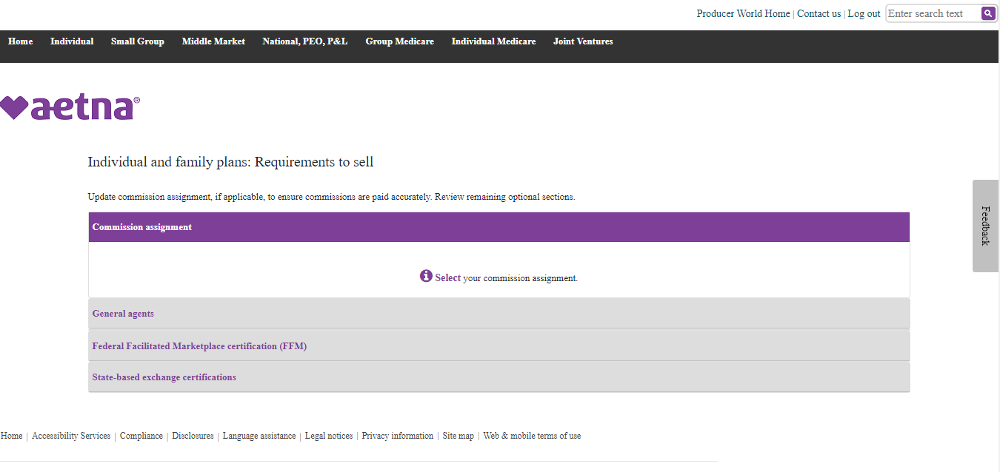 Producer World Home | Contact us | Log out Enter search text
Home Individual Small Group Middle Market National, PEO, P&L Group Medicare Individual Medicare Joint Ventures
aetna®
Individual and family plans: Requirements to sell
Update commission assignment, if applicable, to ensure commissions are paid accurately. Review remaining optional sections.
Commission assignment
Select your commission assignment.
General agents
Federal Facilitated Marketplace certification (FFM)
State-based exchange certifications
Feedback
Home | Accessibility Services | Compliance | Disclosures | Language assistance | Legal notices | Privacy information | Site map | Web & mobile terms of use